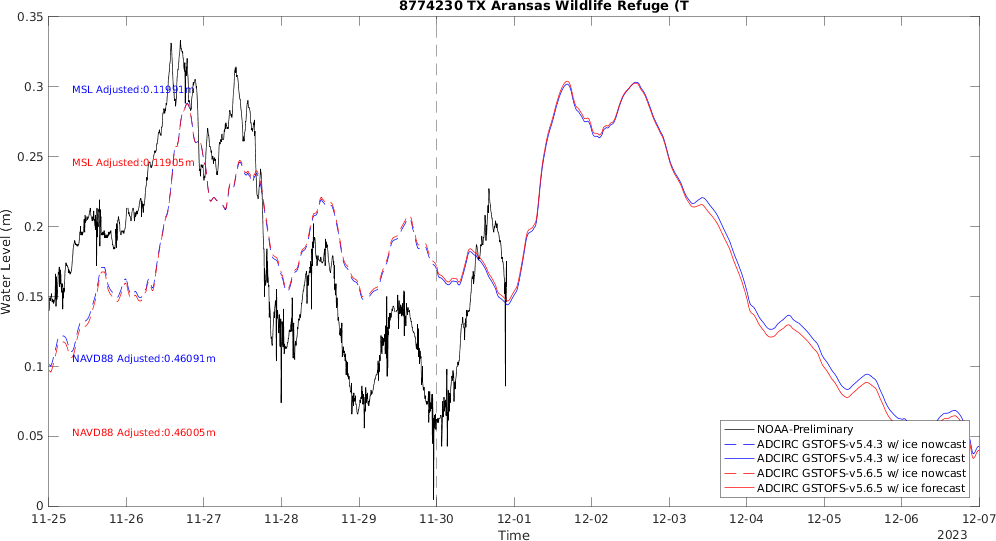 8774230 TX Aransas Wildlife Refuge (T
0.35
0.3
0.25
0.2
0.15
0.1
0.05
0
Water Level (m)
MSL Adjusted:0.11991m
MSL Adjusted:0.11905m
NAVD88 Adjusted:0.46091m
NAVD88 Adjusted:0.46005m
NOAA-Preliminary
ADCIRC GSTOFS-v5.4.3 w/ ice nowcast
ADCIRC GSTOFS-v5.4.3 w/ ice forecast
ADCIRC GSTOFS-v5.6.5 w/ ice nowcast
ADCIRC GSTOFS-v5.6.5 w/ ice forecast
11-25 11-26 11-27 11-28 11-29 11-30 12-01 12-02 12-03 12-04 12-05 12-06 12-07
Time
2023